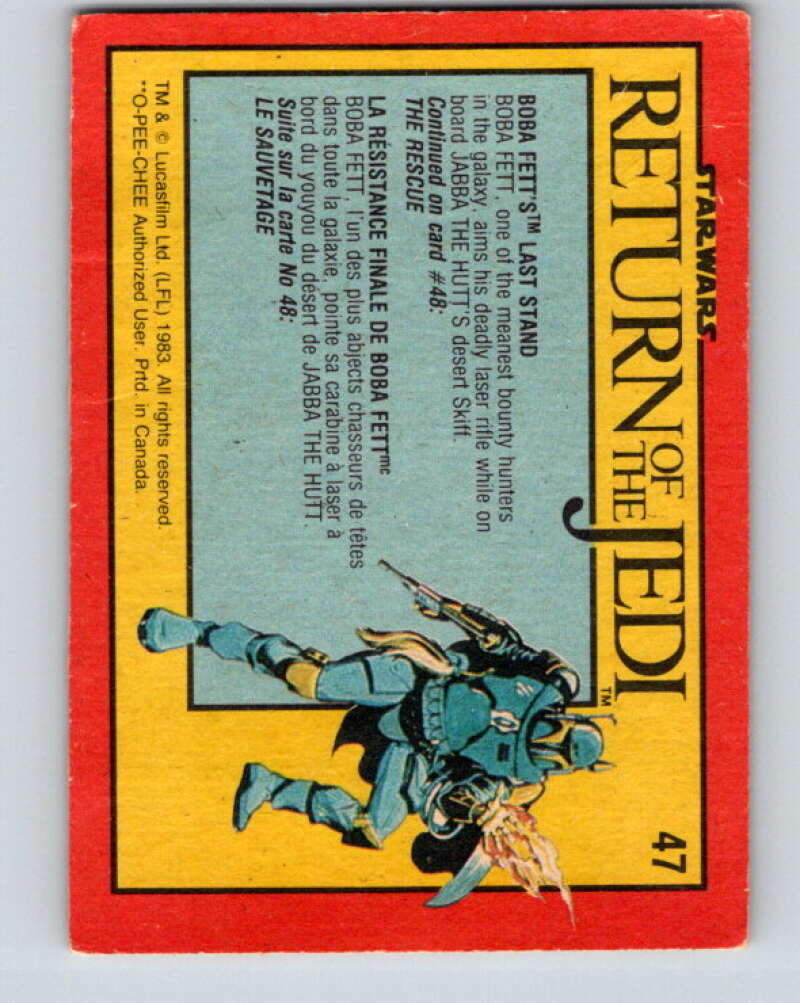 STAR WARS
RETURN OF THE JEDI™
47
BOBA FETT'S™ LAST STAND
BOBA FETT, one of the meanest bounty hunters
in the galaxy, aims his deadly laser rifle while on
board JABBA THE HUTT'S desert Skiff.
Continued on card #48:
THE RESCUE
LA RÉSISTANCE FINALE DE BOBA FETTmc
BOBA FETT, l'un des plus abjects chasseurs de têtes
dans toute la galaxie, pointe sa carabine à laser à
bord du youyou du désert de JABBA THE HUTT.
Suite sur la carte No 48:
LE SAUVETAGE
TM & © Lucasfilm Ltd. (LFL) 1983. All rights reserved.
**O-PEE-CHEE Authorized User. Prtd. in Canada.